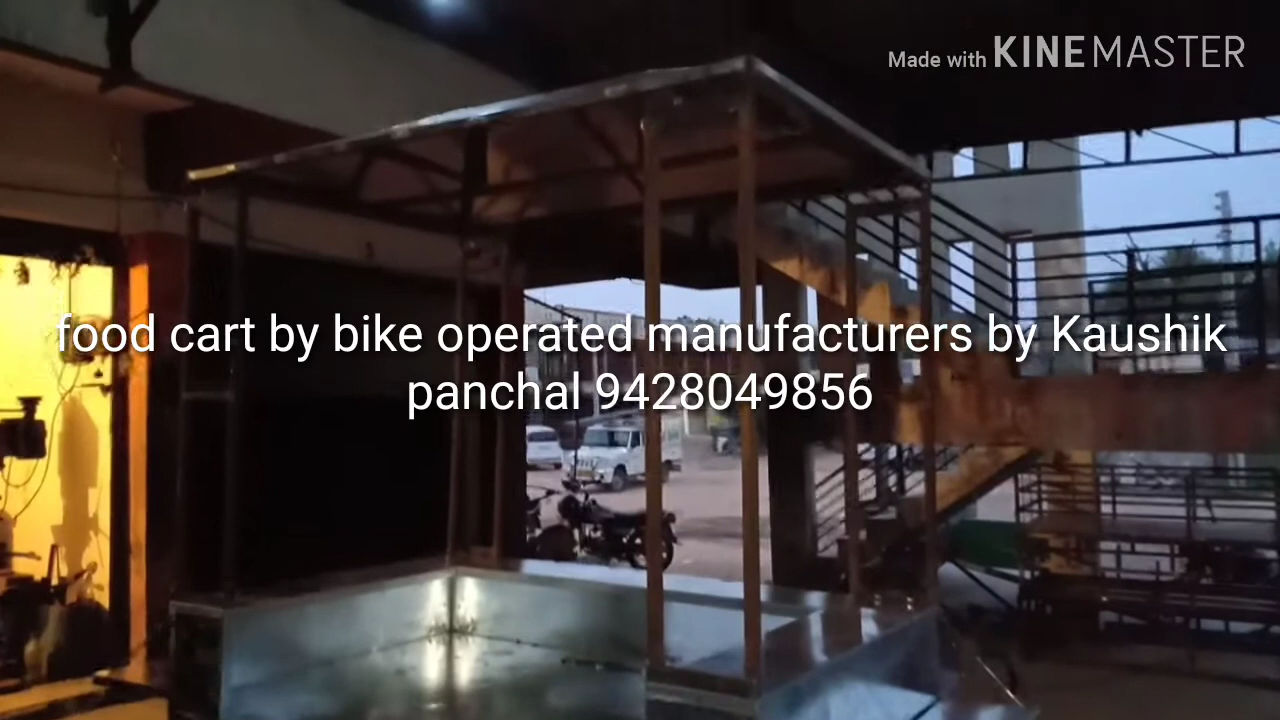 Made with KINEMASTER
food cart by bike operated manufacturers by Kaushik
panchal 9428049856